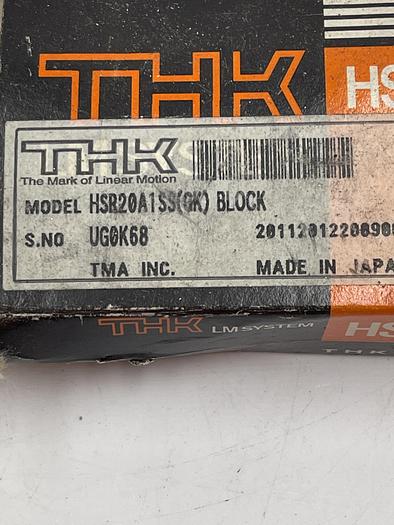 THK
HS
THK
The Mark of Linear Motion
MODEL HSR20A1SS(GK) BLOCK
S.NO UG0K68
TMA INC. MADE IN JAPA
THK LM SYSTEM HS
THK